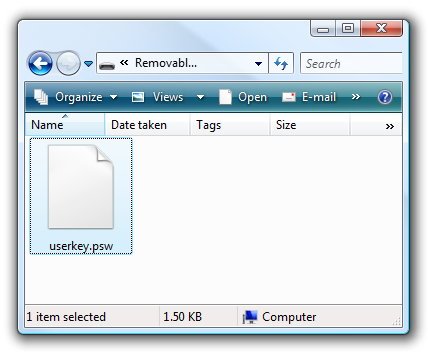 « Removabl...
Search
Organize Views Open E-mail »
Name Date taken Tags Size »
userkey.psw
1 item selected 1.50 KB Computer